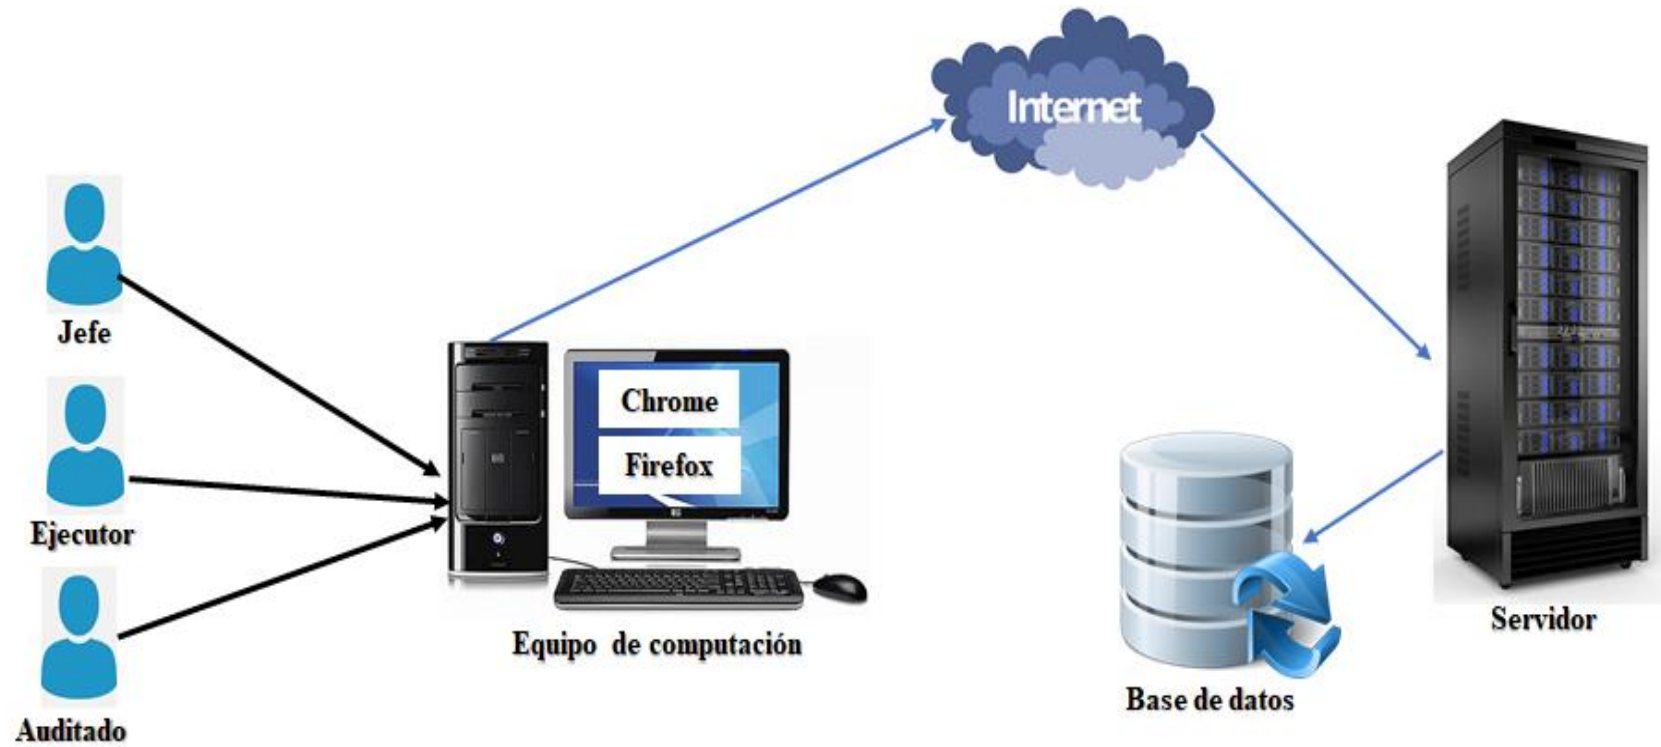 Internet
Jefe
Chrome
Firefox
Ejecutor
Equipo de computación
Servidor
Base de datos
Auditado